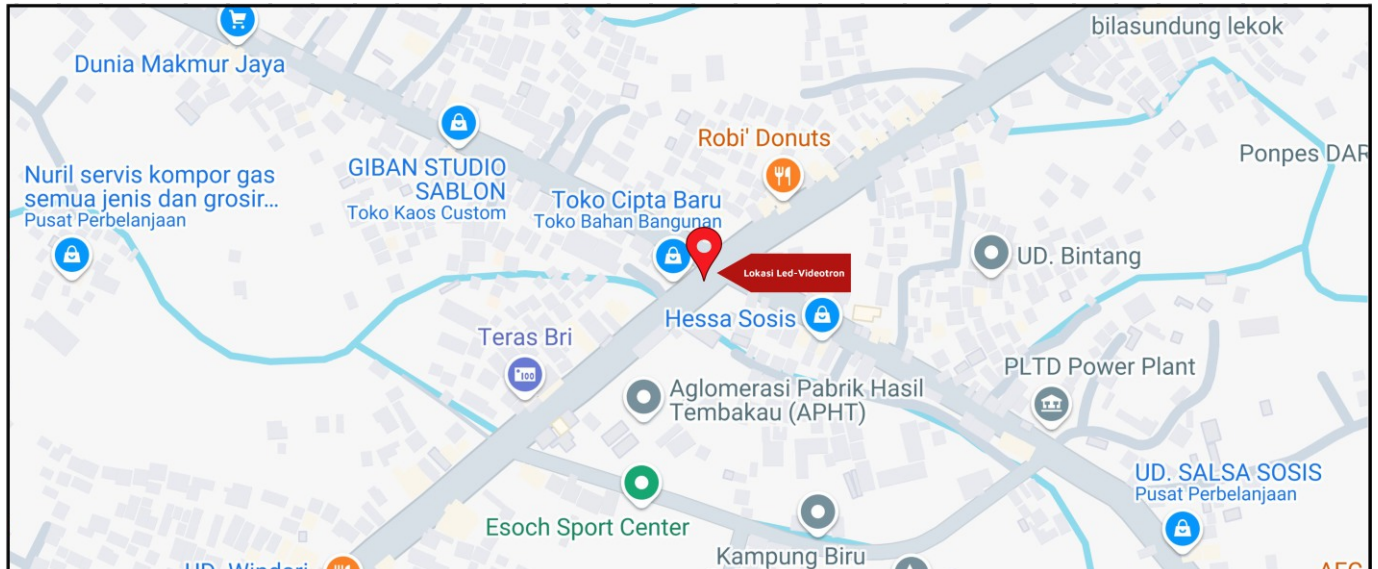 bilasundung lekok
Dunia Makmur Jaya
Robi' Donuts
Ponpes DAR
GIBAN STUDIO
SABLON
Toko Kaos Custom
Nuril servis kompor gas
semua jenis dan grosir...
Pusat Perbelanjaan
Toko Cipta Baru
Toko Bahan Bangunan
UD. Bintang
Lokasi Led-Videotron
Hessa Sosis
Teras Bri
100
PLTD Power Plant
Aglomerasi Pabrik Hasil
Tembakau (APHT)
UD. SALSA SOSIS
Pusat Perbelanjaan
Esoch Sport Center
Kampung Biru